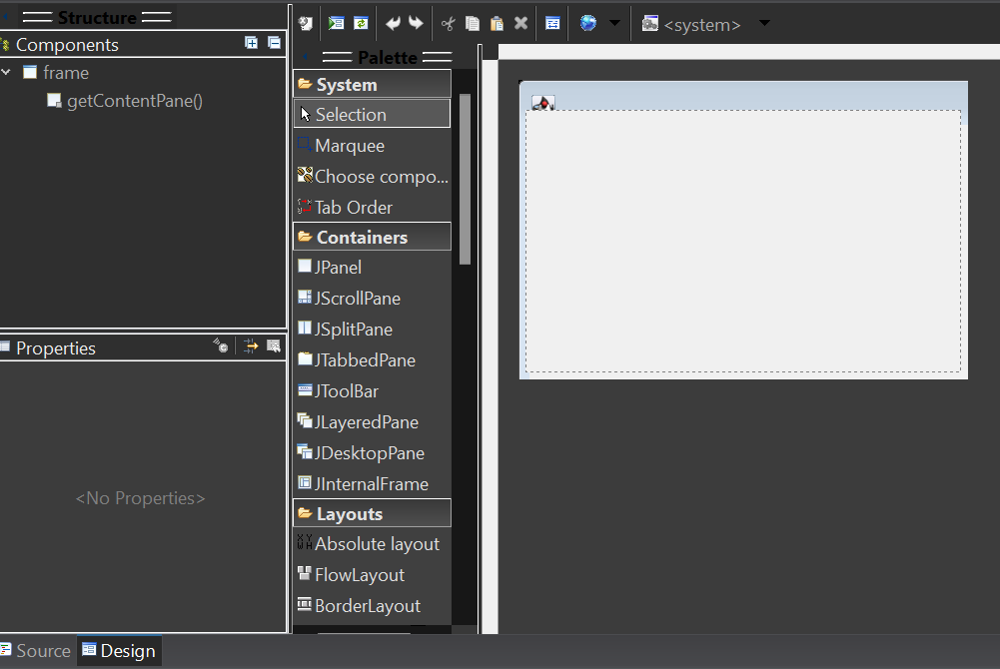 Structure
Components
frame
getContentPane()
Properties
<No Properties>
<system>
Palette
System
Selection
Marquee
Choose compo...
Tab Order
Containers
JPanel
JScrollPane
JSplitPane
JTabbedPane
JToolBar
JLayeredPane
JDesktopPane
JInternalFrame
Layouts
Absolute layout
FlowLayout
BorderLayout
Source
Design